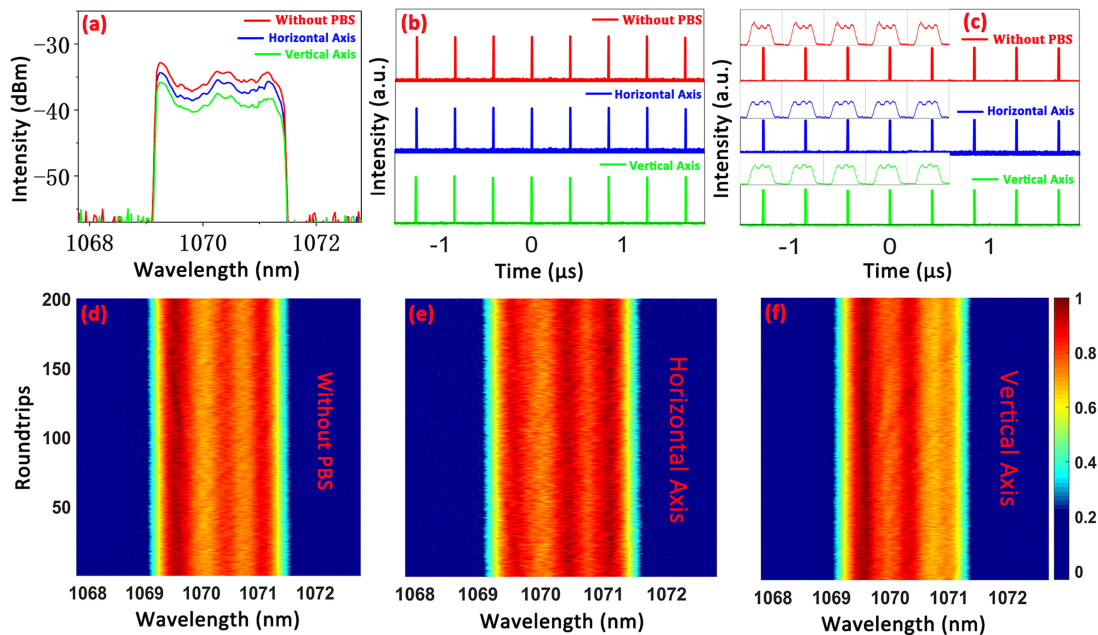 (a)
Without PBS
Horizontal Axis
Vertical Axis
−30
−40
−50
Intensity (dBm)
1068
1070
1072
Wavelength (nm)
(b)
Without PBS
Horizontal Axis
Vertical Axis
Intensity (a.u.)
-1
0
1
Time (μs)
(c)
Without PBS
Horizontal Axis
Vertical Axis
Intensity (a.u.)
-1
0
1
Time (μs)
(d)
Without PBS
200
150
100
50
Roundtrips
1068
1069
1070
1071
1072
Wavelength (nm)
(e)
Horizontal Axis
1068
1069
1070
1071
1072
Wavelength (nm)
(f)
Vertical Axis
1068
1069
1070
1071
1072
Wavelength (nm)
1
0.8
0.6
0.4
0.2
0